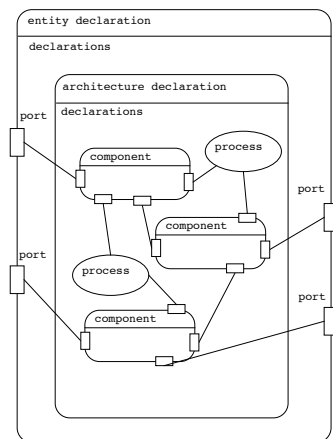 entity declaration
declarations
architecture declaration
declarations
port
component
process
port
component
port
process
component
port